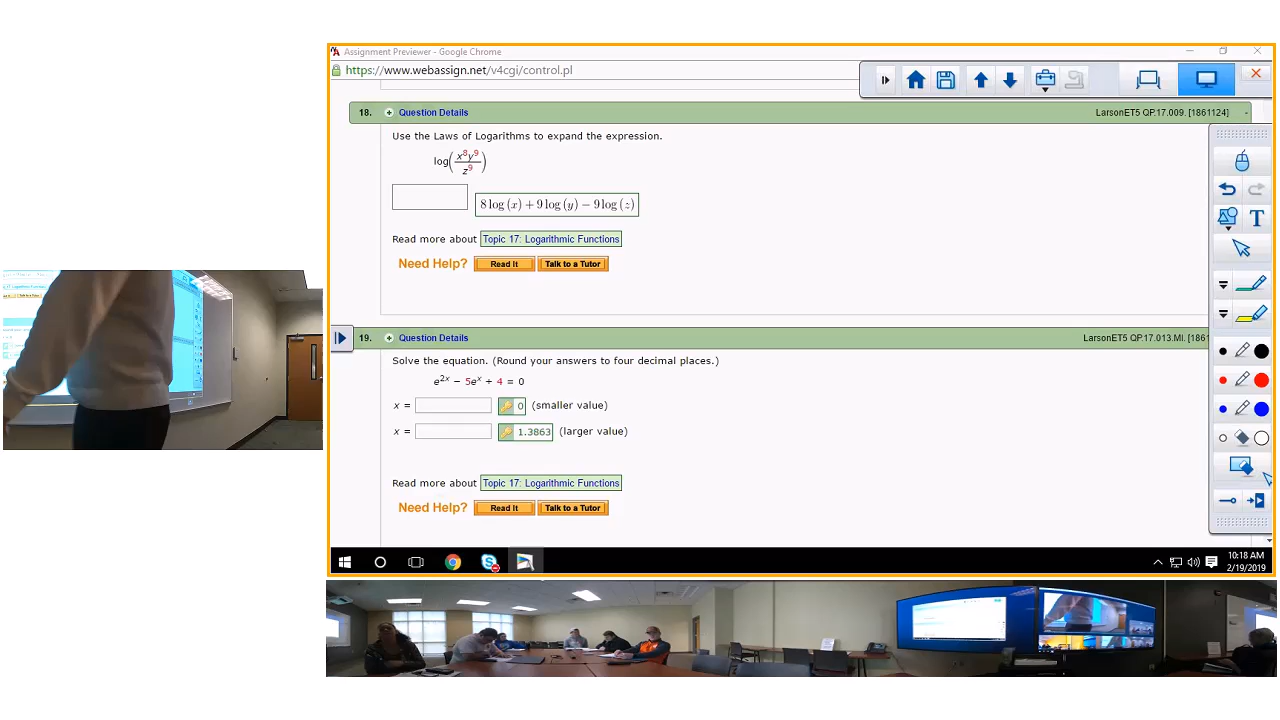 Assignment Previewer - Google Chrome
https://www.webassign.net/v4cgi/control.pl
18. Question Details LarsonET5 QP.17.009. [1861124] -
Use the Laws of Logarithms to expand the expression.
log(x⁸y⁹/z⁹)
8 log (x) + 9 log (y) − 9 log (z)
Read more about Topic 17: Logarithmic Functions
Need Help? Read It Talk to a Tutor
19. Question Details LarsonET5 QP.17.013.MI. [1861
Solve the equation. (Round your answers to four decimal places.)
e²ˣ − 5eˣ + 4 = 0
x = 0 (smaller value)
x = 1.3863 (larger value)
Read more about Topic 17: Logarithmic Functions
Need Help? Read It Talk to a Tutor
T
10:18 AM
2/19/2019